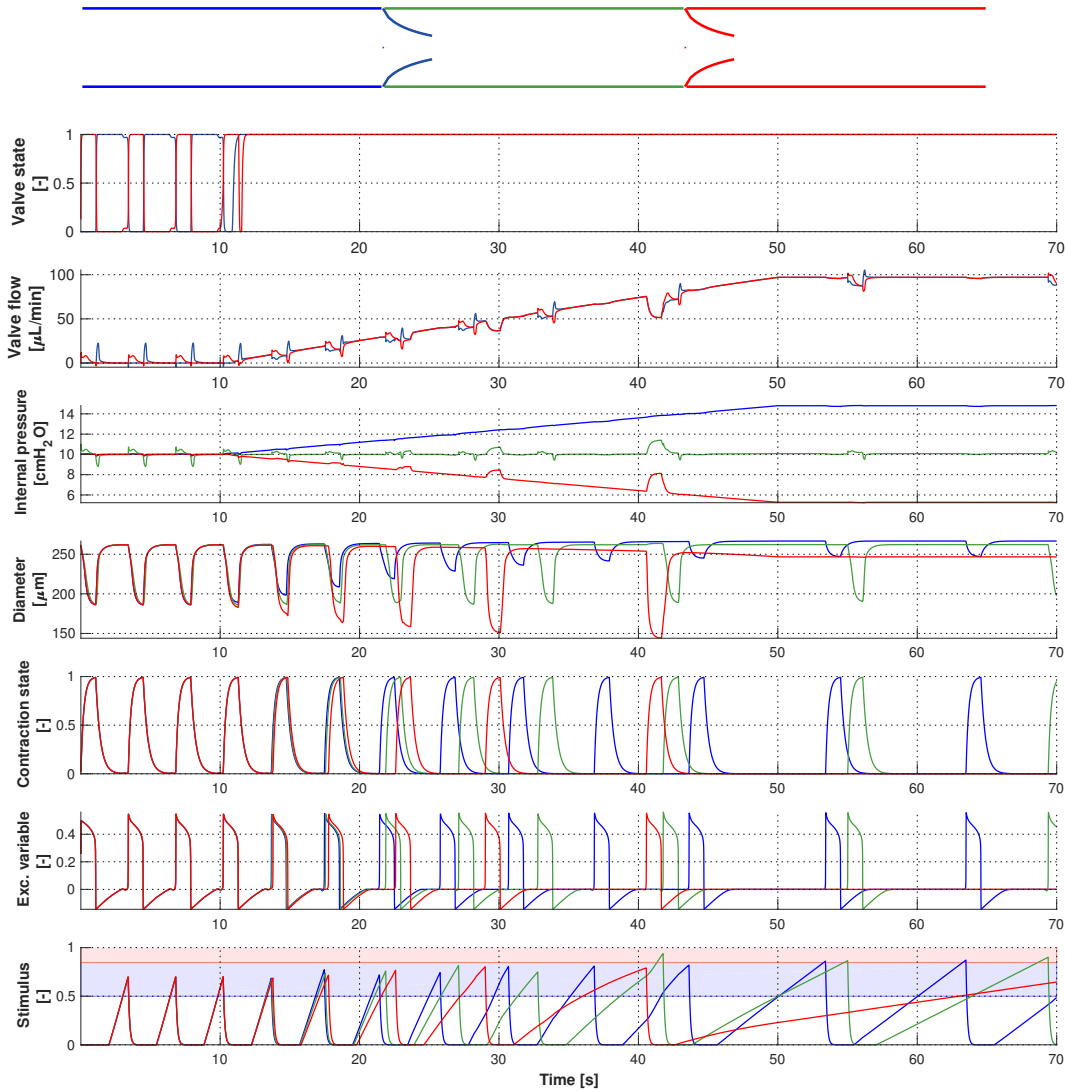 Valve state
[-]
1
0.5
0
10 20 30 40 50 60 70
Valve flow
[μL/min]
100
50
0
10 20 30 40 50 60 70
Internal pressure
[cmH2O]
14
12
10
8
6
10 20 30 40 50 60 70
Diameter
[μm]
250
200
150
10 20 30 40 50 60 70
Contraction state
[-]
1
0.5
0
10 20 30 40 50 60 70
Exc. variable
[-]
0.4
0.2
0
10 20 30 40 50 60 70
Stimulus
[-]
1
0.5
0
10 20 30 40 50 60 70
Time [s]